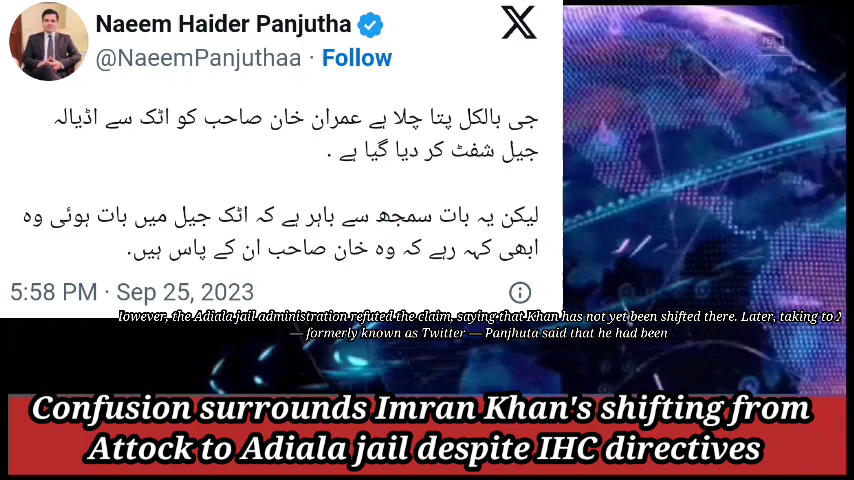 Naeem Haider Panjutha
@NaeemPanjuthaa · Follow
جی بالکل پتا چلا ہے عمران خان صاحب کو اٹک سے اڈیالہ
جیل شفٹ کر دیا گیا ہے .
لیکن یہ بات سمجھ سے باہر ہے کہ اٹک جیل میں بات ہوئی وہ
ابھی کہہ رہے کہ وہ خان صاحب ان کے پاس ہیں.
5:58 PM · Sep 25, 2023
the Adiala jail administration refuted the claim, saying that Khan has not yet been shifted there. Later, taking to
— formerly known as Twitter — Panjhuta said that he had been
Confusion surrounds Imran Khan's shifting from
Attock to Adiala jail despite IHC directives